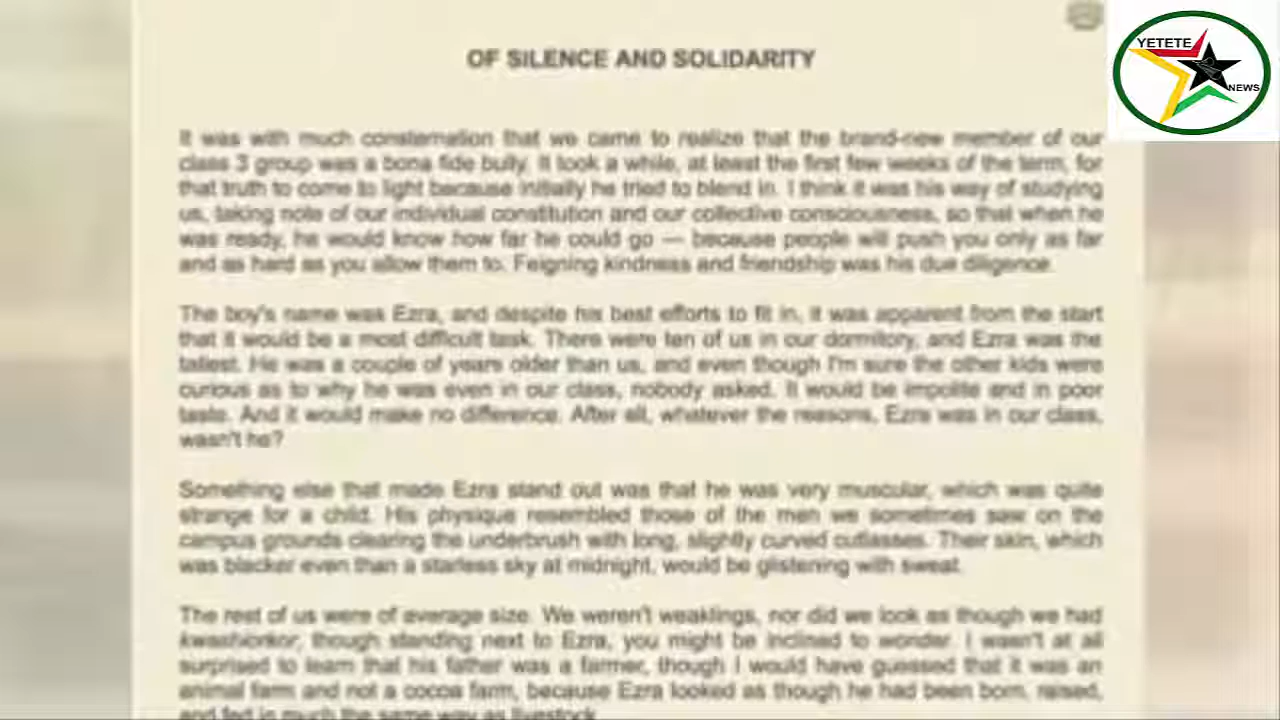 YETETE
NEWS
OF SILENCE AND SOLIDARITY
It was with much consternation that we came to realize that the brand-new member of our
class 3 group was a bona fide bully. It took a while, at least the first few weeks of the term, for
that truth to come to light because initially he tried to blend in. I think it was his way of studying
us, taking note of our individual constitution and our collective consciousness, so that when he
was ready, he would know how far he could go — because people will push you only as far
and as hard as you allow them to. Feigning kindness and friendship was his due diligence.
The boy's name was Ezra, and despite his best efforts to fit in, it was apparent from the start
that it would be a most difficult task. There were ten of us in our dormitory, and Ezra was the
tallest. He was a couple of years older than us, and even though I'm sure the other kids were
curious as to why he was even in our class, nobody asked. It would be impolite and in poor
taste. And it would make no difference. After all, whatever the reasons, Ezra was in our class,
wasn't he?
Something else that made Ezra stand out was that he was very muscular, which was quite
strange for a child. His physique resembled those of the men we sometimes saw on the
campus grounds clearing the underbrush with long, slightly curved cutlasses. Their skin, which
was blacker even than a starless sky at midnight, would be glistening with sweat.
The rest of us were of average size. We weren't weaklings, nor did we look as though we had
kwashiorkor, though standing next to Ezra, you might be inclined to wonder. I wasn't at all
surprised to learn that his father was a farmer, though I would have guessed that it was an
animal farm and not a cocoa farm, because Ezra looked as though he had been born, raised,
and fed in much the same way as livestock.